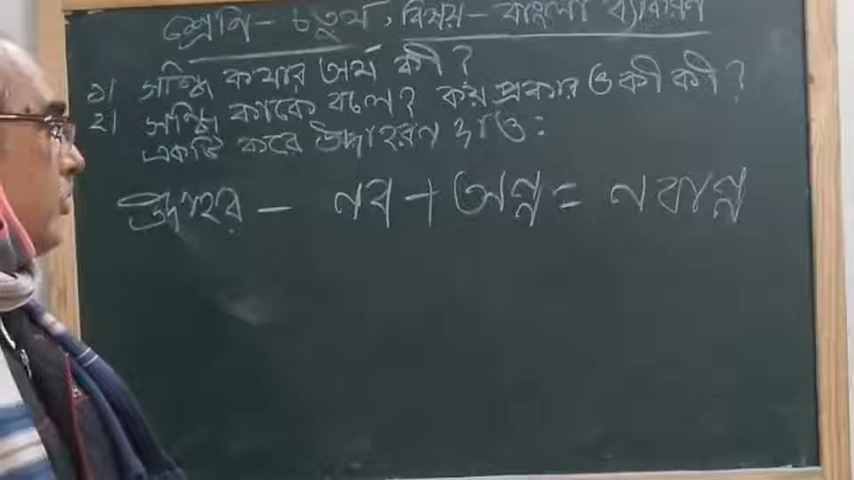 শ্রেণি - চতুর্থ, বিষয় - বাংলা ব্যাকরণ
১। সন্ধি কথার অর্থ কী?
২। সন্ধি কাকে বলে? কয় প্রকার ও কী কী?
একটি করে উদাহরণ দাও :
উদাহর - নব + অন্ন = নবান্ন